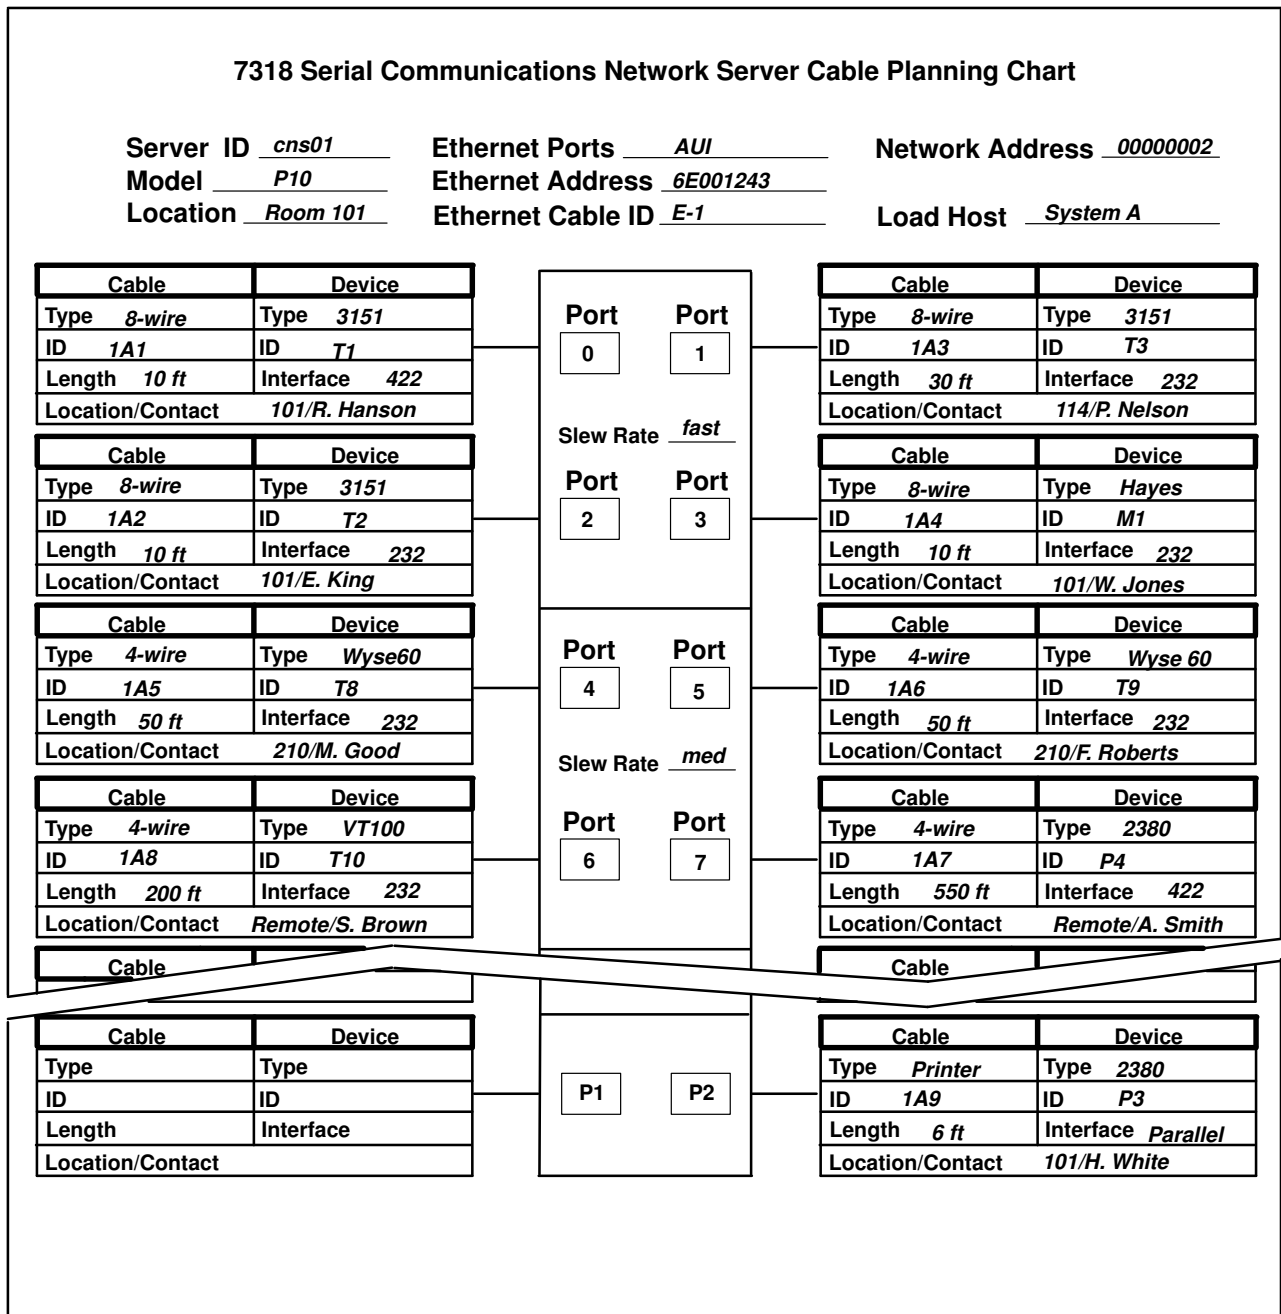 7318 Serial Communications Network Server Cable Planning Chart
Server ID cns01 Ethernet Ports AUI Network Address 00000002
Model P10 Ethernet Address 6E001243
Location Room 101 Ethernet Cable ID E-1 Load Host System A
Cable Device
Type 8-wire Type 3151
ID 1A1 ID T1
Length 10 ft Interface 422
Location/Contact 101/R. Hanson
Port Port
0 1
Cable Device
Type 8-wire Type 3151
ID 1A3 ID T3
Length 30 ft Interface 232
Location/Contact 114/P. Nelson
Slew Rate fast
Cable Device
Type 8-wire Type 3151
ID 1A2 ID T2
Length 10 ft Interface 232
Location/Contact 101/E. King
Port Port
2 3
Cable Device
Type 8-wire Type Hayes
ID 1A4 ID M1
Length 10 ft Interface 232
Location/Contact 101/W. Jones
Cable Device
Type 4-wire Type Wyse60
ID 1A5 ID T8
Length 50 ft Interface 232
Location/Contact 210/M. Good
Port Port
4 5
Cable Device
Type 4-wire Type Wyse 60
ID 1A6 ID T9
Length 50 ft Interface 232
Location/Contact 210/F. Roberts
Slew Rate med
Cable Device
Type 4-wire Type VT100
ID 1A8 ID T10
Length 200 ft Interface 232
Location/Contact Remote/S. Brown
Port Port
6 7
Cable Device
Type 4-wire Type 2380
ID 1A7 ID P4
Length 550 ft Interface 422
Location/Contact Remote/A. Smith
Cable
Cable
Cable Device
Type Type
ID ID
Length Interface
Location/Contact
P1 P2
Cable Device
Type Printer Type 2380
ID 1A9 ID P3
Length 6 ft Interface Parallel
Location/Contact 101/H. White